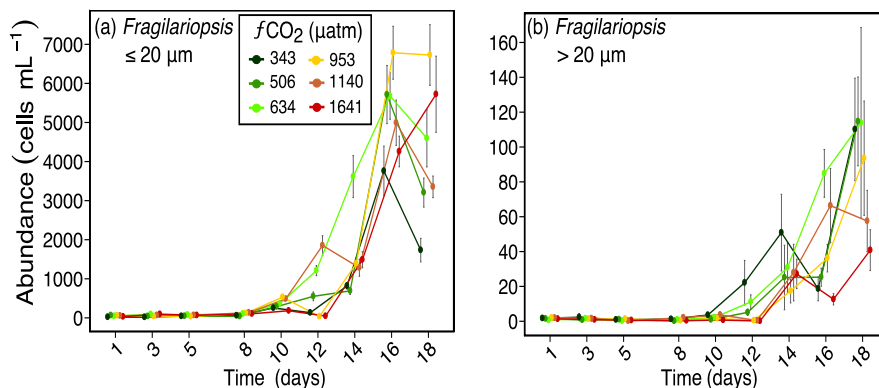 (a) Fragilariopsis
≤ 20 μm
ƒCO2 (μatm)
343 953
506 1140
634 1641
Abundance (cells mL −1)
7000
6000
5000
4000
3000
2000
1000
0
1 3 5 8 10 12 14 16 18
Time (days)
(b) Fragilariopsis
> 20 μm
160
140
120
100
80
60
40
20
0
1 3 5 8 10 12 14 16 18
Time (days)